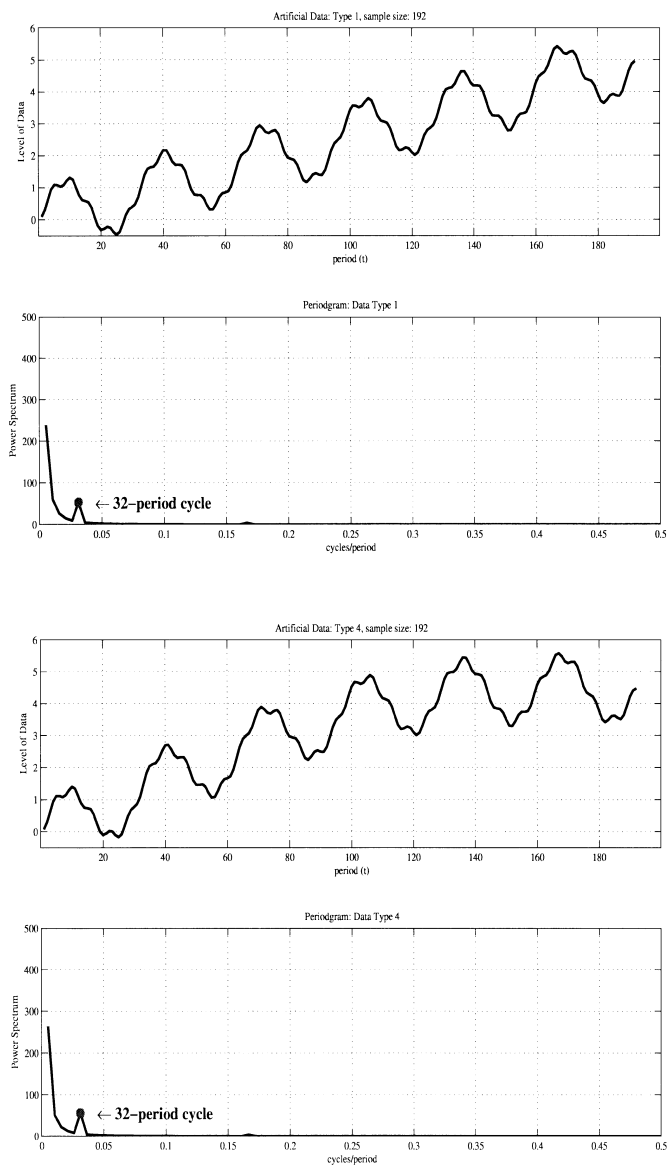 Artificial Data: Type 1, sample size: 192
6
5
4
3
2
1
0
Level of Data
20 40 60 80 100 120 140 160 180
period (t)
Periodgram: Data Type 1
500
400
300
200
100
0
Power Spectrum
← 32–period cycle
0 0.05 0.1 0.15 0.2 0.25 0.3 0.35 0.4 0.45 0.5
cycles/period
Artificial Data: Type 4, sample size: 192
6
5
4
3
2
1
0
Level of Data
20 40 60 80 100 120 140 160 180
period (t)
Periodgram: Data Type 4
500
400
300
200
100
0
Power Spectrum
← 32–period cycle
0 0.05 0.1 0.15 0.2 0.25 0.3 0.35 0.4 0.45 0.5
cycles/period